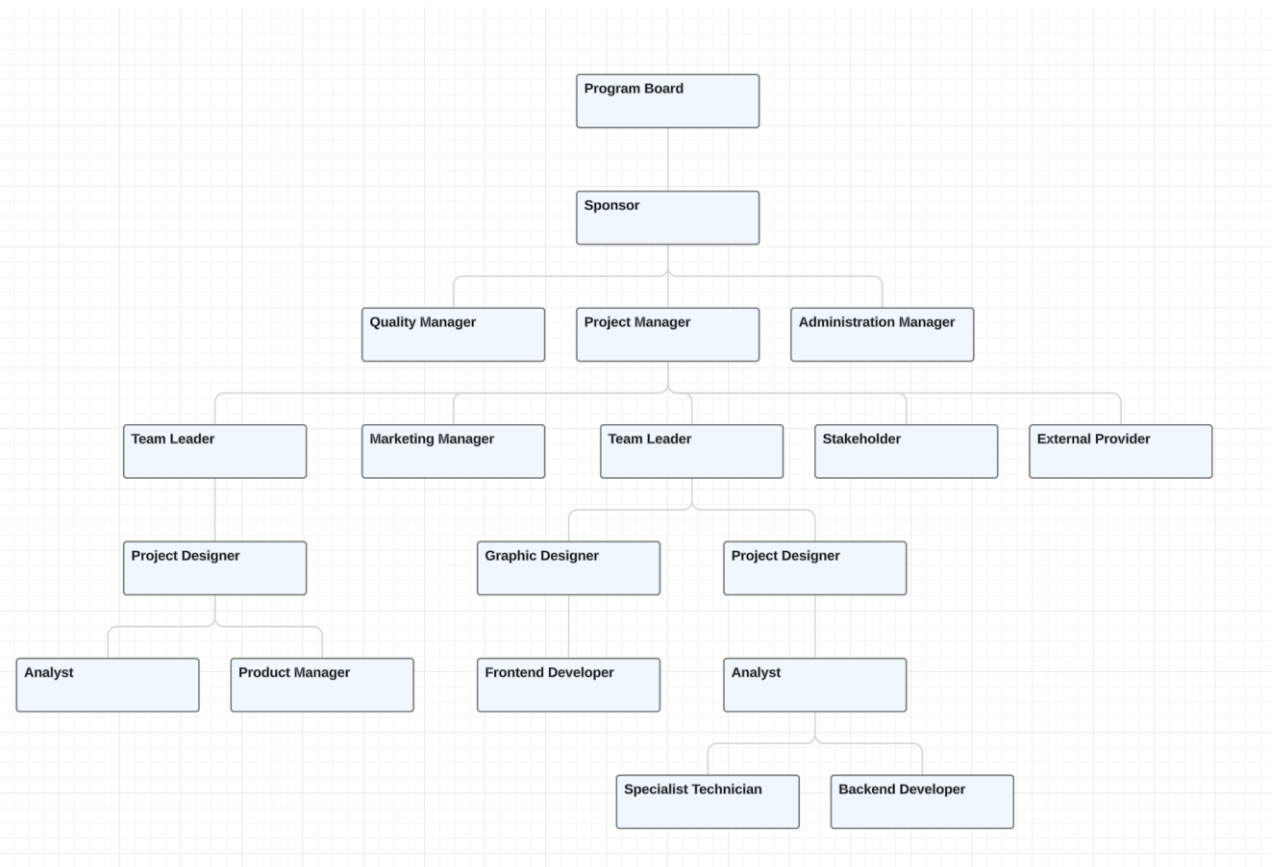 Program Board
Sponsor
Quality Manager
Project Manager
Administration Manager
Team Leader
Marketing Manager
Team Leader
Stakeholder
External Provider
Project Designer
Graphic Designer
Project Designer
Analyst
Product Manager
Frontend Developer
Analyst
Specialist Technician
Backend Developer